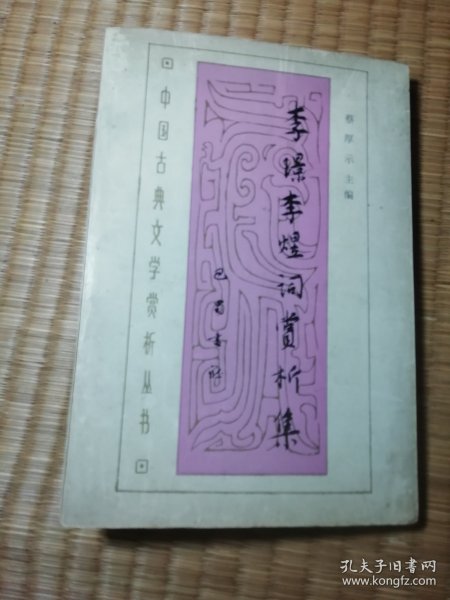 蔡厚示主编
李璟李煜词赏析集
巴蜀书社
中国古典文学赏析丛书
孔夫子旧书网
www.kongfz.com